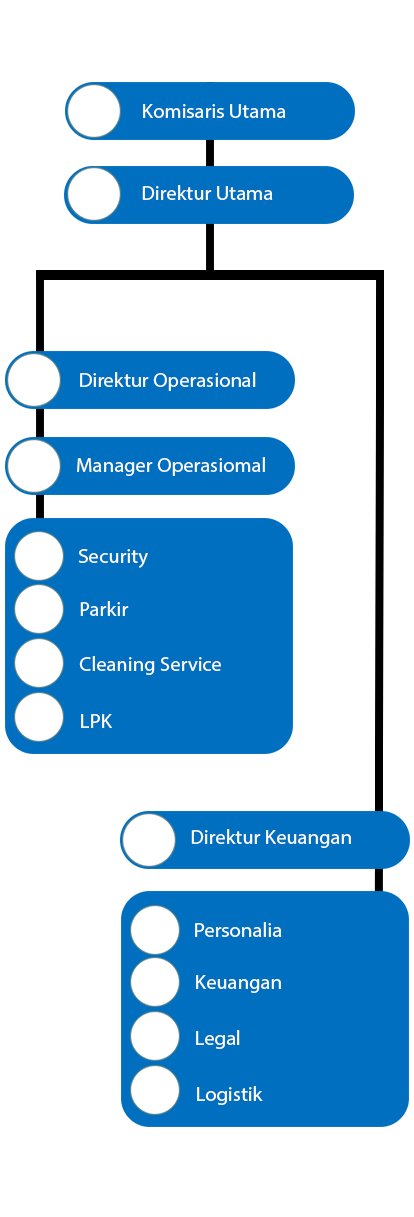 Komisaris Utama
Direktur Utama
Direktur Operasional
Manager Operasiomal
Security
Parkir
Cleaning Service
LPK
Direktur Keuangan
Personalia
Keuangan
Legal
Logistik